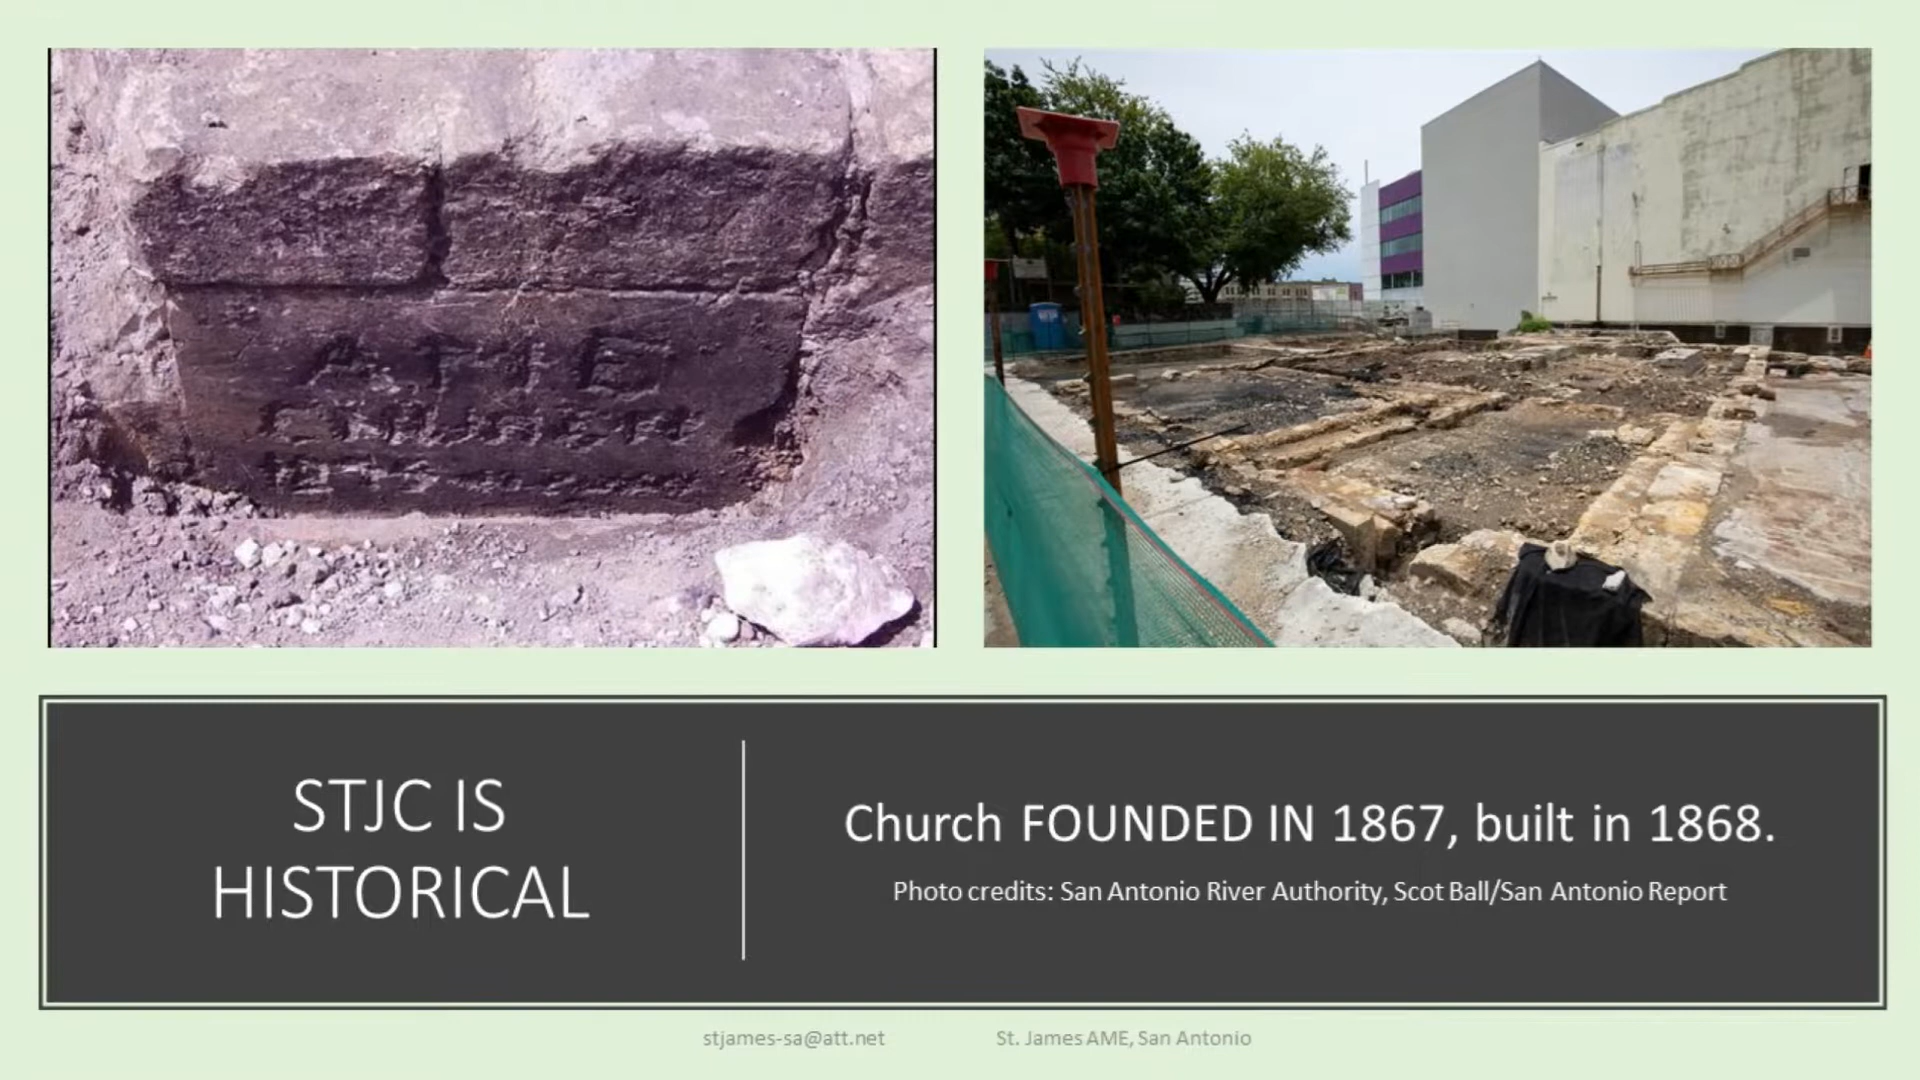 STJC IS
HISTORICAL
Church FOUNDED IN 1867, built in 1868.
Photo credits: San Antonio River Authority, Scot Ball/San Antonio Report
stjames-sa@att.net
St. James AME, San Antonio